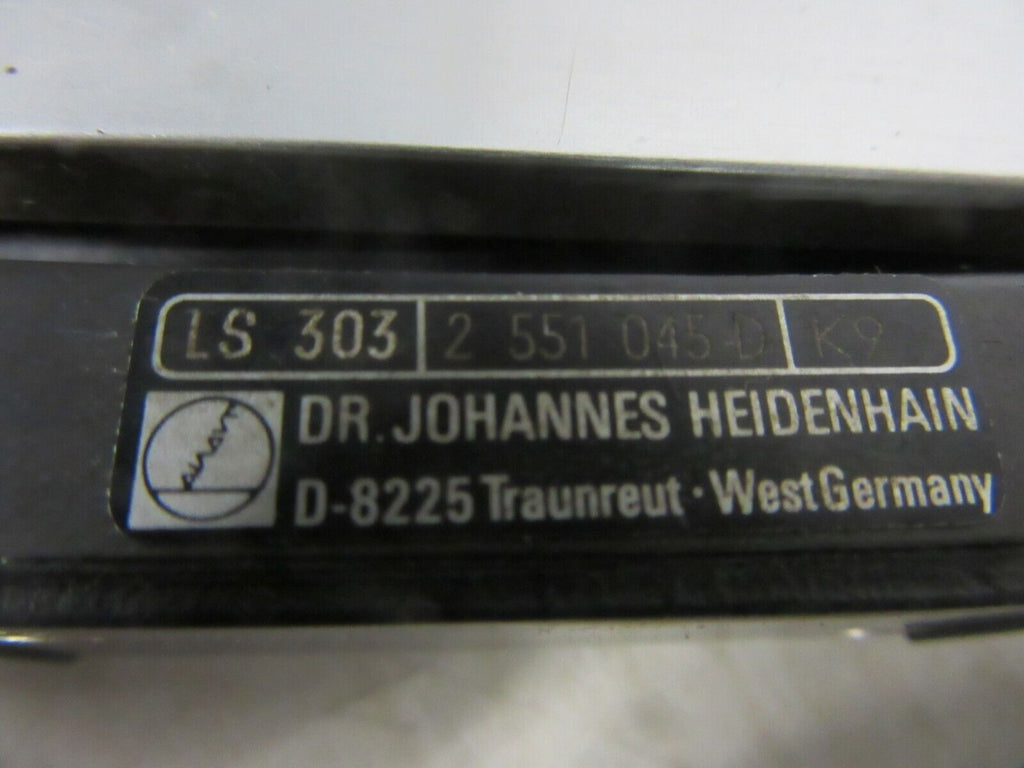 LS 303 2 551 045 D K9
DR. JOHANNES HEIDENHAIN
D-8225 Traunreut · West Germany